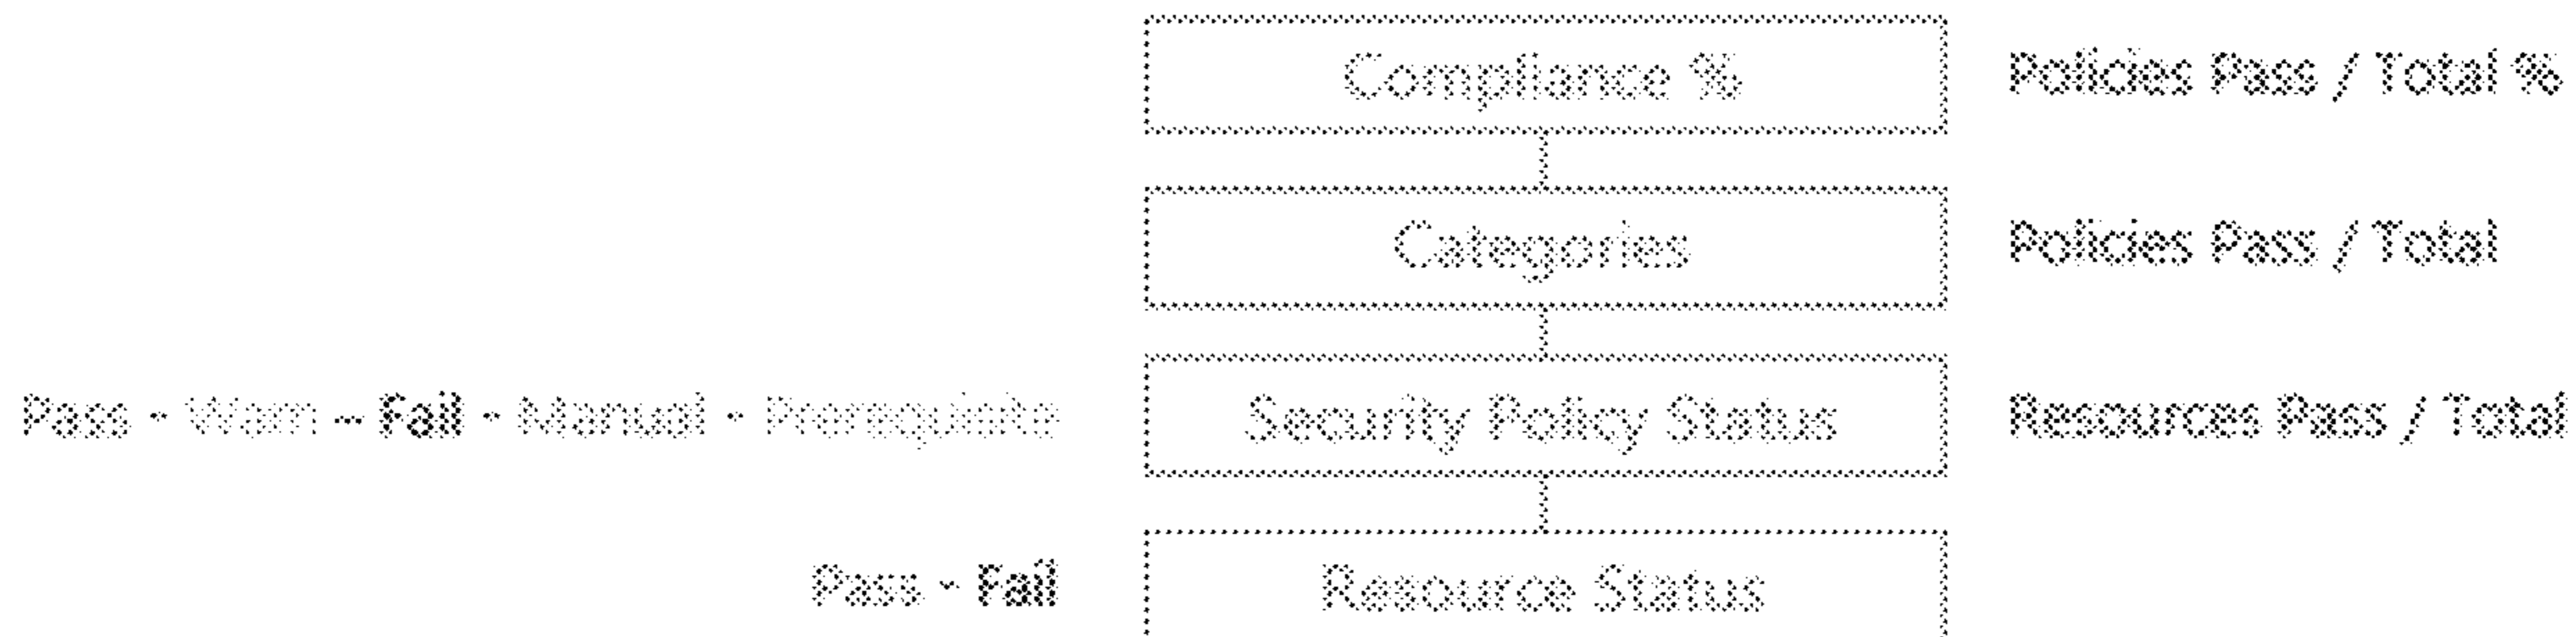 Compliance % Policies Pass / Total %
Categories Policies Pass / Total
Pass - Warn - Fail - Manual - Prerequisite Security Policy Status Resources Pass / Total
Pass - Fail Resource Status